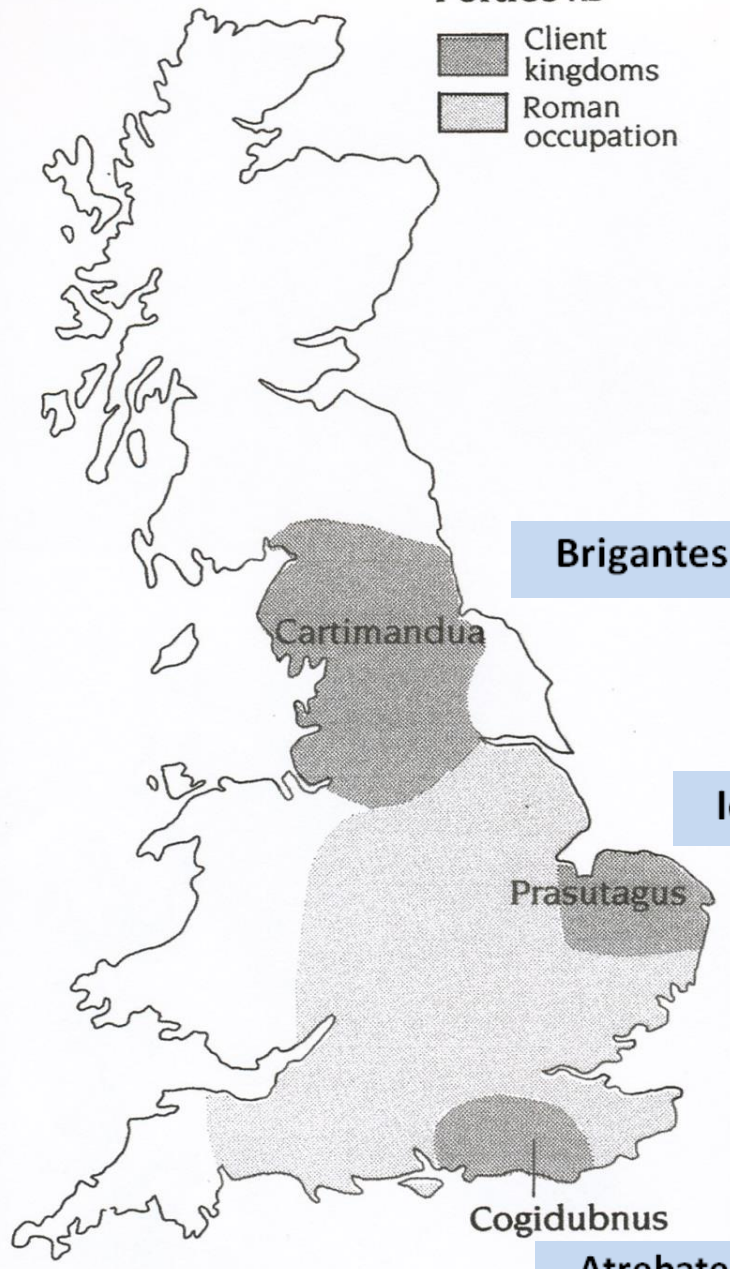 Client
kingdoms
Roman
occupation
Brigantes
Cartimandua
Prasutagus
Cogidubnus